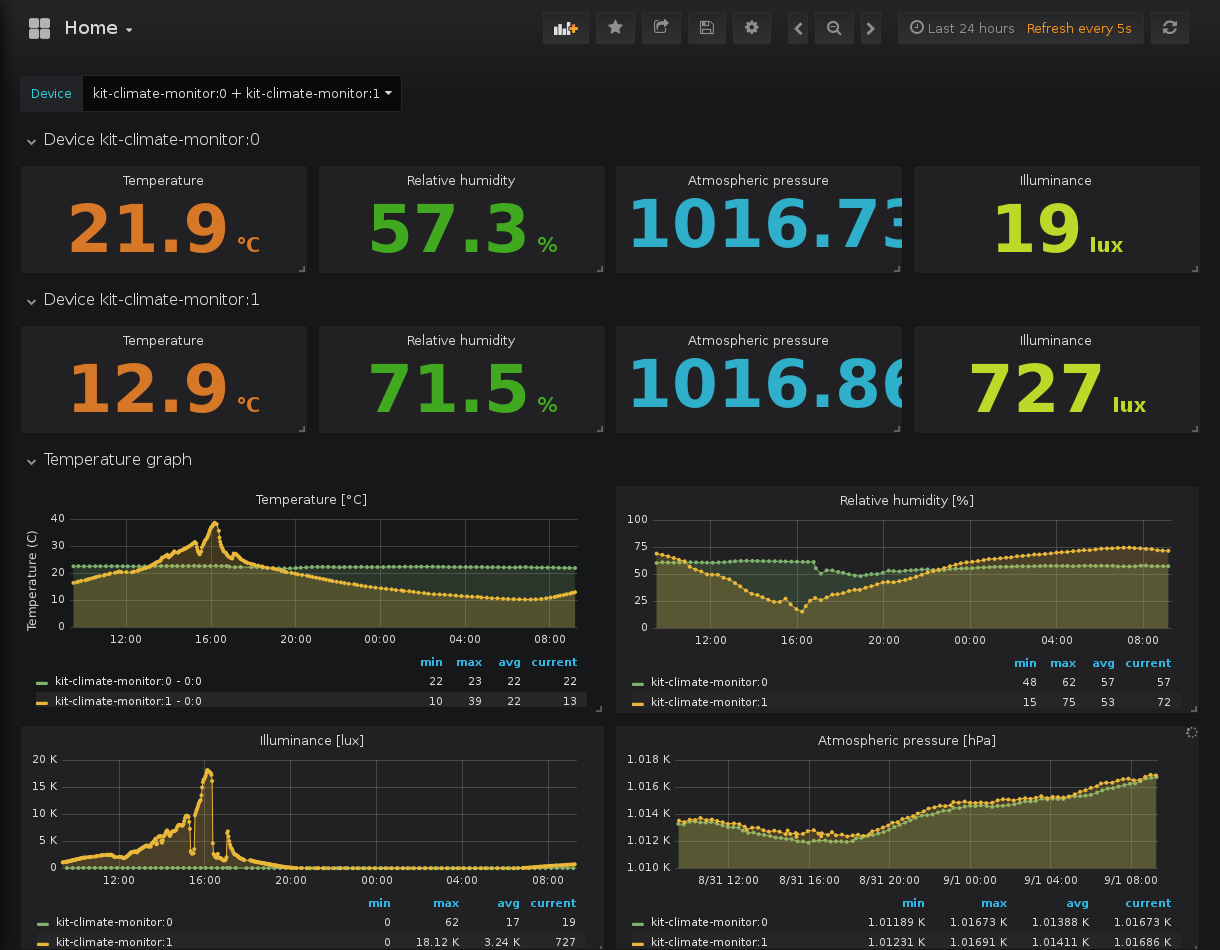 Home
Last 24 hours Refresh every 5s
Device kit-climate-monitor:0 + kit-climate-monitor:1
Device kit-climate-monitor:0
Temperature Relative humidity Atmospheric pressure Illuminance
21.9 °C 57.3 % 1016.73 19 lux
Device kit-climate-monitor:1
Temperature Relative humidity Atmospheric pressure Illuminance
12.9 °C 71.5 % 1016.86 727 lux
Temperature graph
Temperature [°C]
Temperature (C)
40
30
20
10
0
12:00 16:00 20:00 00:00 04:00 08:00
min max avg current
kit-climate-monitor:0 - 0:0 22 23 22 22
kit-climate-monitor:1 - 0:0 10 39 22 13
Relative humidity [%]
100
75
50
25
0
12:00 16:00 20:00 00:00 04:00 08:00
min max avg current
kit-climate-monitor:0 48 62 57 57
kit-climate-monitor:1 15 75 53 72
Illuminance [lux]
20 K
15 K
10 K
5 K
0
12:00 16:00 20:00 00:00 04:00 08:00
min max avg current
kit-climate-monitor:0 0 62 17 19
kit-climate-monitor:1 0 18.12 K 3.24 K 727
Atmospheric pressure [hPa]
1.018 K
1.016 K
1.014 K
1.012 K
1.010 K
8/31 12:00 8/31 16:00 8/31 20:00 9/1 00:00 9/1 04:00 9/1 08:00
min max avg current
kit-climate-monitor:0 1.01189 K 1.01673 K 1.01388 K 1.01673 K
kit-climate-monitor:1 1.01231 K 1.01691 K 1.01411 K 1.01686 K